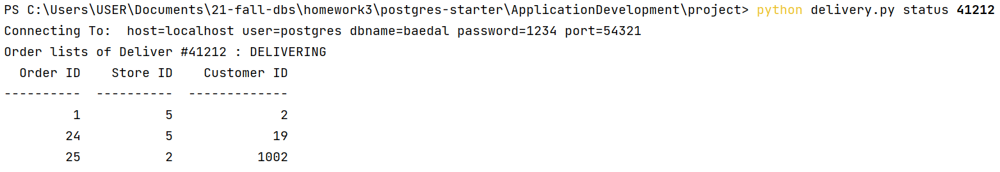 PS C:\Users\USER\Documents\21-fall-dbs\homework3\postgres-starter\ApplicationDevelopment\project> python delivery.py status 41212
Connecting To:  host=localhost user=postgres dbname=baedal password=1234 port=54321
Order lists of Deliver #41212 : DELIVERING
  Order ID    Store ID    Customer ID
----------  ----------  -------------
         1           5              2
        24           5             19
        25           2           1002